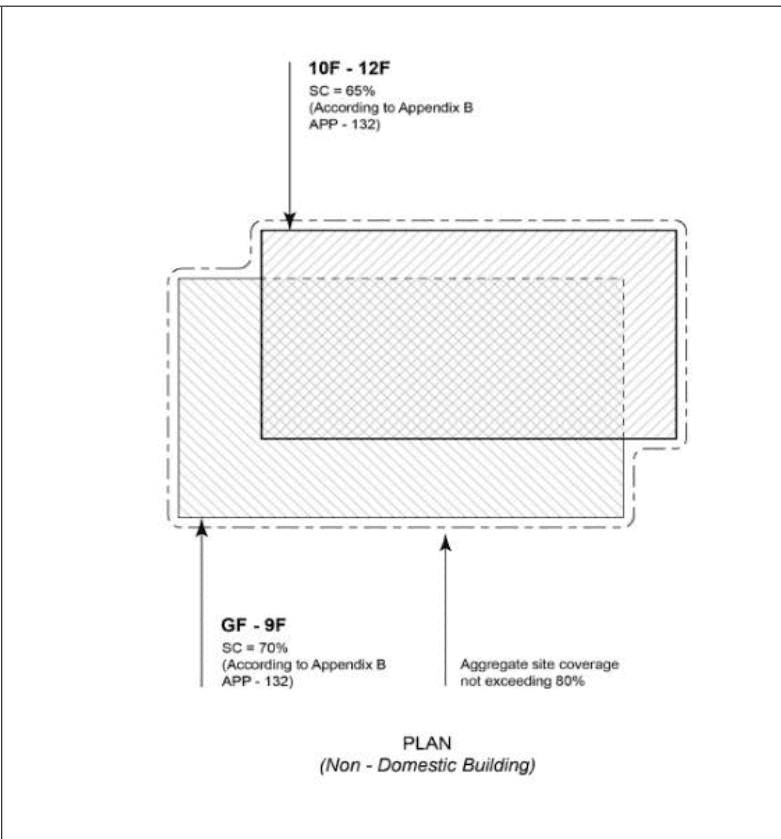 10F - 12F
SC = 65%
(According to Appendix B
APP - 132)
GF - 9F
SC = 70%
(According to Appendix B
APP - 132)
Aggregate site coverage
not exceeding 80%
PLAN
(Non - Domestic Building)